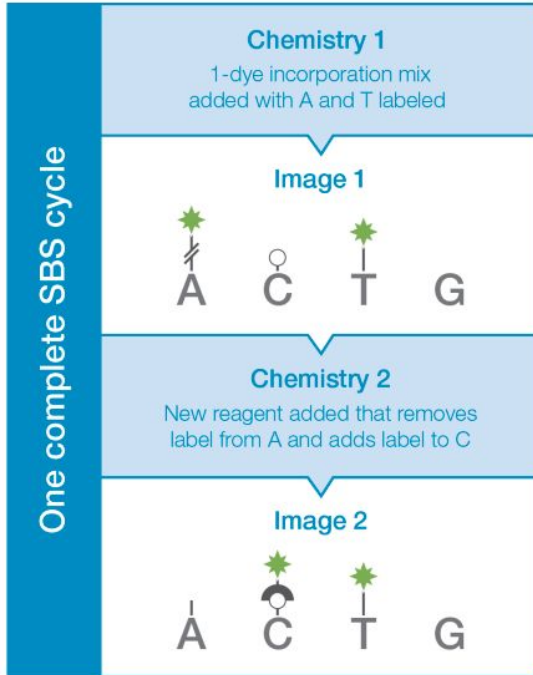 One complete SBS cycle
Chemistry 1
1-dye incorporation mix
added with A and T labeled
Image 1
A C T G
Chemistry 2
New reagent added that removes
label from A and adds label to C
Image 2
A C T G